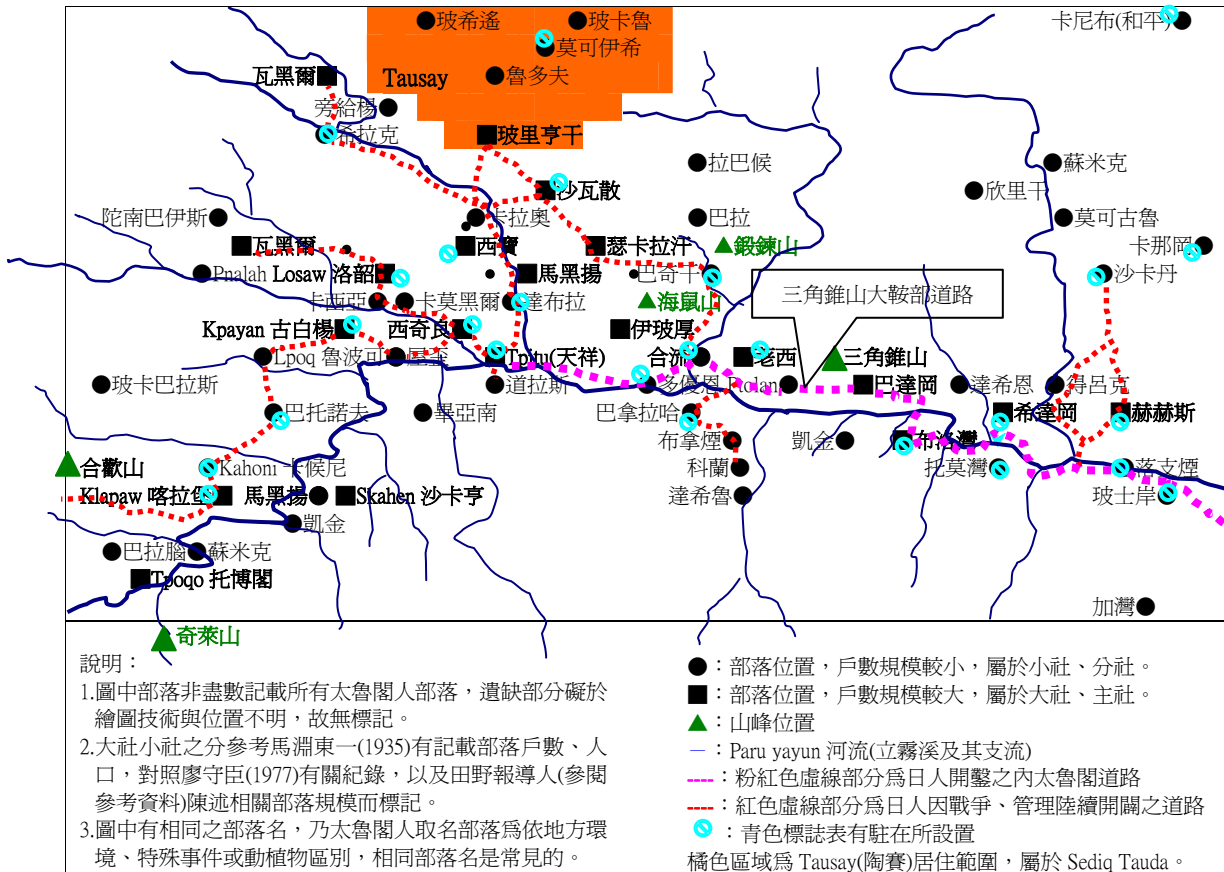 玻希遙
玻卡魯
卡尼布(和平)
莫可伊希
瓦黑爾
Tausay
魯多夫
旁給楊
希拉克
玻里亨干
拉巴候
蘇米克
沙瓦散
欣里干
陀南巴伊斯
卡拉奧
巴拉
莫可古魯
瓦黑爾
西寶
瑟卡拉汗
鍛鍊山
卡那岡
Pnalah
Losaw 洛韶
馬黑揚
巴奇干
沙卡丹
卡西亞
卡莫黑爾
達布拉
海鼠山
三角錐山大鞍部道路
Kpayan 古白楊
西奇良
伊玻厚
Lpoq 魯波可
Tpitu(天祥)
合流
荖西
三角錐山
玻卡巴拉斯
道拉斯
多優恩
Ptolan
巴達岡
達希恩
得呂克
巴托諾夫
畢亞南
巴拿拉哈
希達岡
赫赫斯
布拿煙
凱金
布洛灣
合歡山
Kahoni 卡候尼
科蘭
托莫灣
落支煙
Klapaw 喀拉堡
馬黑揚
Skahen 沙卡亨
達希魯
玻士岸
凱金
巴拉腦
蘇米克
Tpoqo 托博閣
加灣
奇萊山
說明：
1.圖中部落非盡數記載所有太魯閣人部落，遺缺部分礙於
繪圖技術與位置不明，故無標記。
2.大社小社之分參考馬淵東一(1935)有記載部落戶數、人
口，對照廖守臣(1977)有關紀錄，以及田野報導人(參閱
參考資料)陳述相關部落規模而標記。
3.圖中有相同之部落名，乃太魯閣人取名部落爲依地方環
境、特殊事件或動植物區別，相同部落名是常見的。
：部落位置，戶數規模較小，屬於小社、分社。
：部落位置，戶數規模較大，屬於大社、主社。
：山峰位置
：Paru yayun 河流(立霧溪及其支流)
：粉紅色虛線部分爲日人開鑿之內太魯閣道路
：紅色虛線部分爲日人因戰爭、管理陸續開闢之道路
：青色標誌表有駐在所設置
橘色區域爲 Tausay(陶賽)居住範圍，屬於 Sediq Tauda。